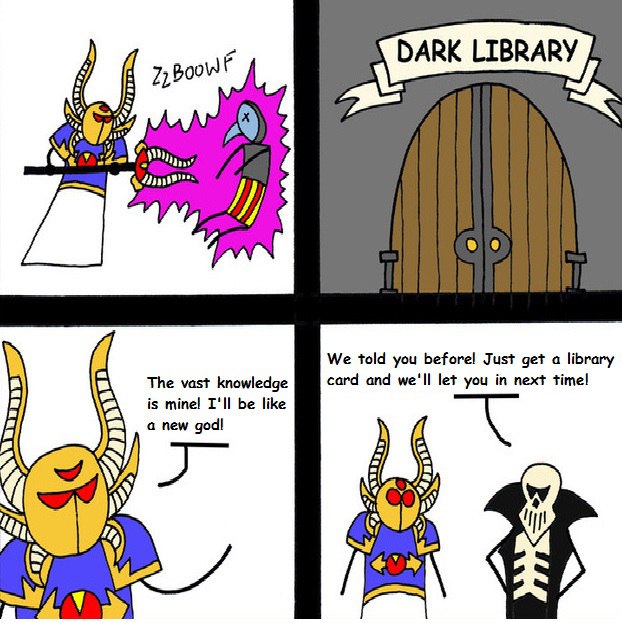 ZZBOOWF
DARK LIBRARY
The vast knowledge
is mine! I'll be like
a new god!
We told you before! Just get a library
card and we'll let you in next time!